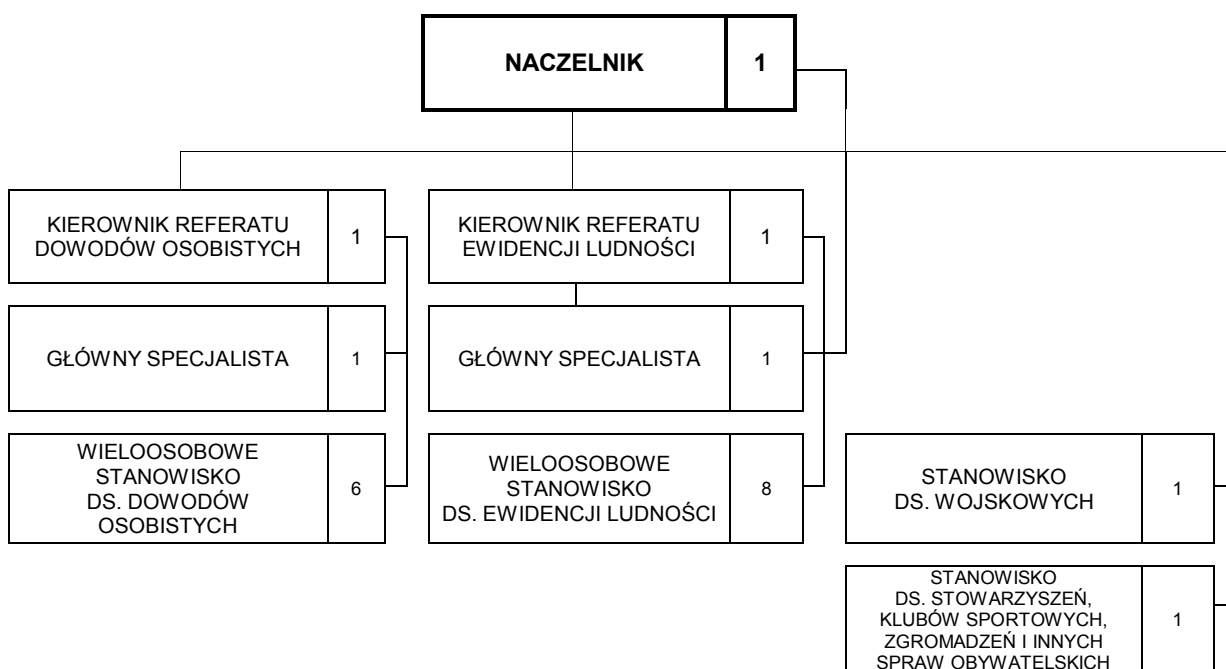 NACZELNIK 1
KIEROWNIK REFERATU
DOWODÓW OSOBISTYCH
1
KIEROWNIK REFERATU
EWIDENCJI LUDNOŚCI
1
GŁÓWNY SPECJALISTA 1
GŁÓWNY SPECJALISTA 1
WIELOOSOBOWE
STANOWISKO
DS. DOWODÓW
OSOBISTYCH
6
WIELOOSOBOWE
STANOWISKO
DS. EWIDENCJI LUDNOŚCI
8
STANOWISKO
DS. WOJSKOWYCH
1
STANOWISKO
DS. STOWARZYSZEŃ,
KLUBÓW SPORTOWYCH,
ZGROMADZEŃ I INNYCH
SPRAW OBYWATELSKICH
1